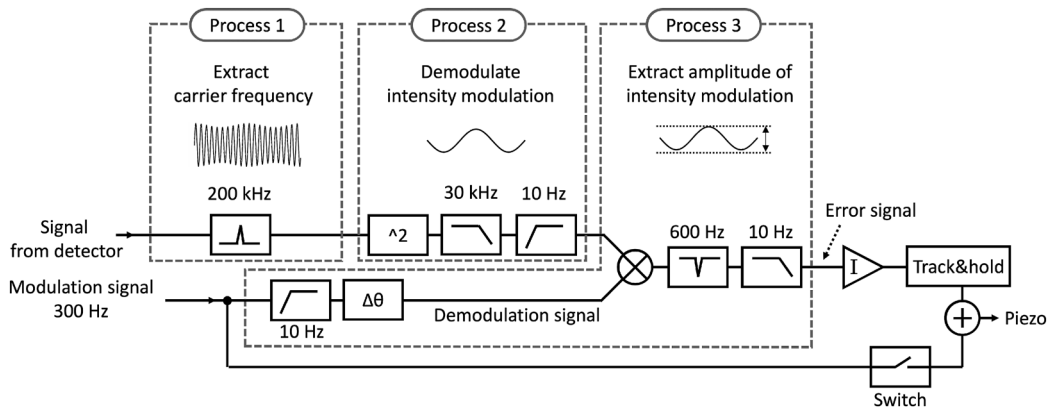 Process 1
Process 2
Process 3
Extract
carrier frequency
Demodulate
intensity modulation
Extract amplitude of
intensity modulation
200 kHz
30 kHz
10 Hz
Signal
from detector
^2
600 Hz
10 Hz
Error signal
I
Track&hold
Modulation signal
300 Hz
10 Hz
Δθ
Demodulation signal
Piezo
Switch